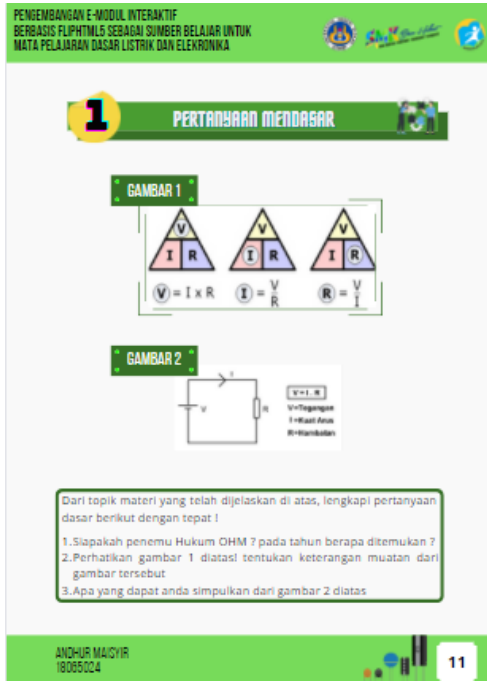 PENGEMBANGAN E-MODUL INTERAKTIF
BERBASIS FLIPHTML5 SEBAGAI SUMBER BELAJAR UNTUK
MATA PELAJARAN DASAR LISTRIK DAN ELEKRONIKA
1
PERTANYAAN MENDASAR
GAMBAR 1
V V V
I R I R I R
V = I x R I = V/R R = V/I
GAMBAR 2
I
V R
V = I . R
V=Tegangan
I=Kuat Arus
R=Hambatan
Dari topik materi yang telah dijelaskan di atas, lengkapi pertanyaan
dasar berikut dengan tepat !
1.Siapakah penemu Hukum OHM ? pada tahun berapa ditemukan ?
2.Perhatikan gambar 1 diatas! tentukan keterangan muatan dari
gambar tersebut
3.Apa yang dapat anda simpulkan dari gambar 2 diatas
ANDHUR MAISYIR
18065024
11